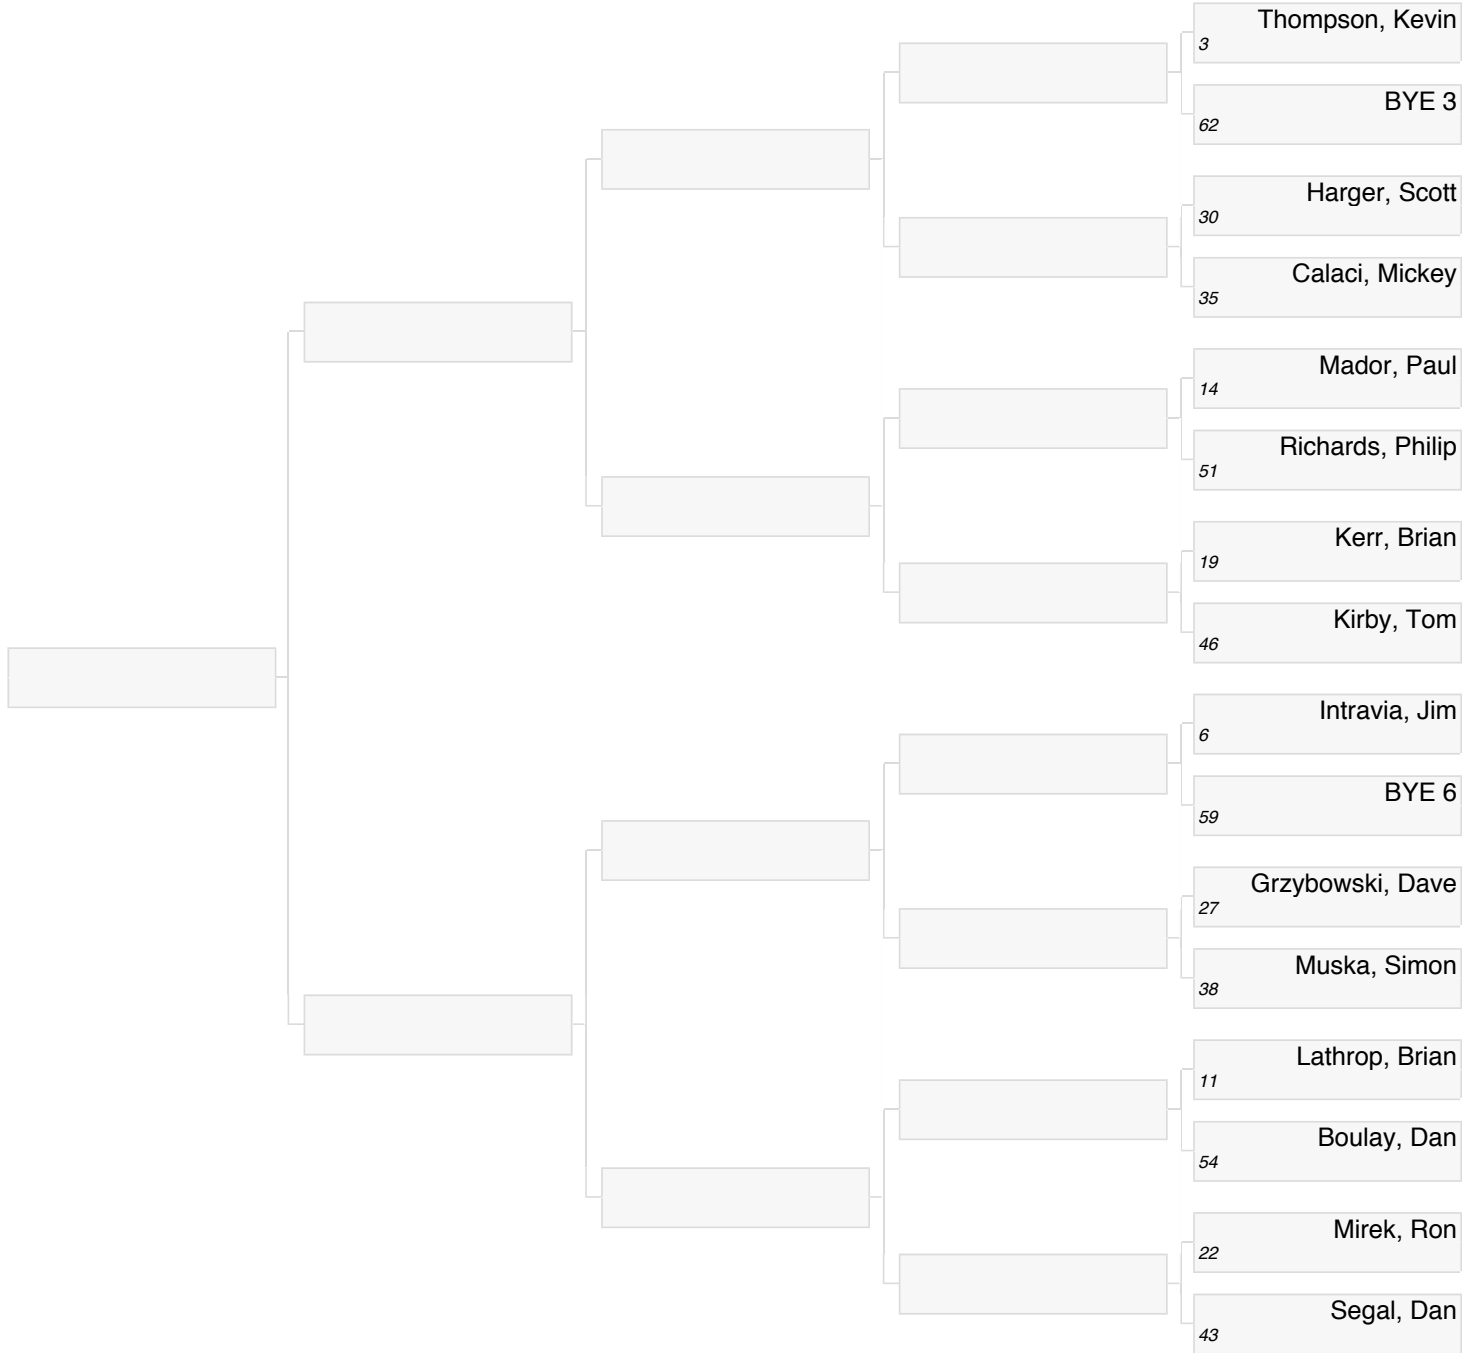 Thompson, Kevin
3
BYE 3
62
Harger, Scott
30
Calaci, Mickey
35
Mador, Paul
14
Richards, Philip
51
Kerr, Brian
19
Kirby, Tom
46
Intravia, Jim
6
BYE 6
59
Grzybowski, Dave
27
Muska, Simon
38
Lathrop, Brian
11
Boulay, Dan
54
Mirek, Ron
22
Segal, Dan
43